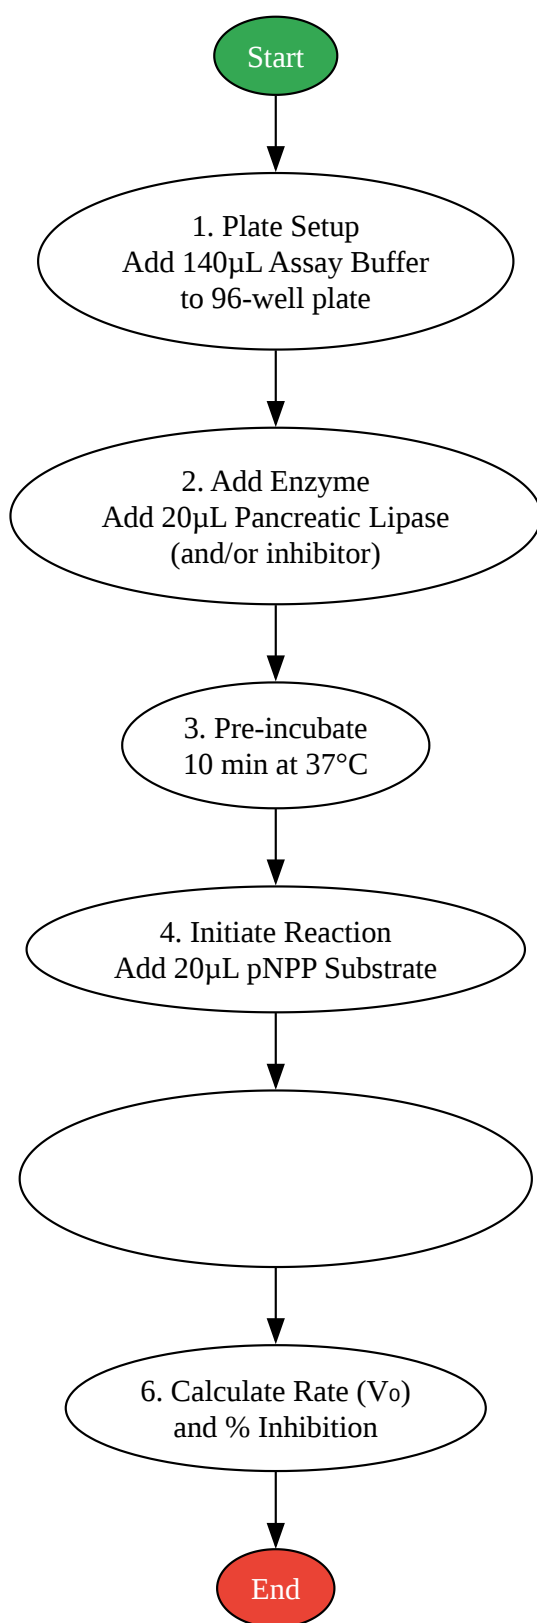 Start
1. Plate Setup
Add 140µL Assay Buffer
to 96-well plate
2. Add Enzyme
Add 20µL Pancreatic Lipase
(and/or inhibitor)
3. Pre-incubate
10 min at 37°C
4. Initiate Reaction
Add 20µL pNPP Substrate
6. Calculate Rate (V₀)
and % Inhibition
End